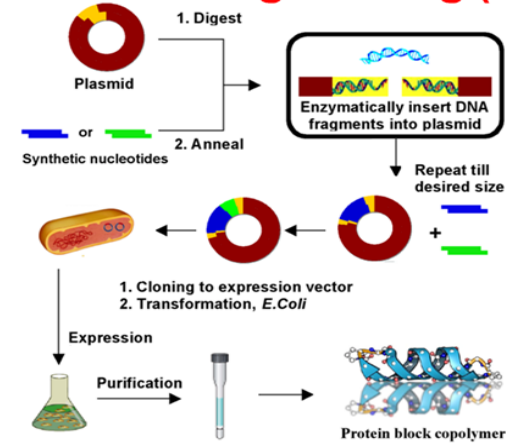 1. Digest
Plasmid
or
2. Anneal
Synthetic nucleotides
Enzymatically insert DNA
fragments into plasmid
Repeat till
desired size
+
1. Cloning to expression vector
2. Transformation, E.Coli
Expression
Purification
Protein block copolymer